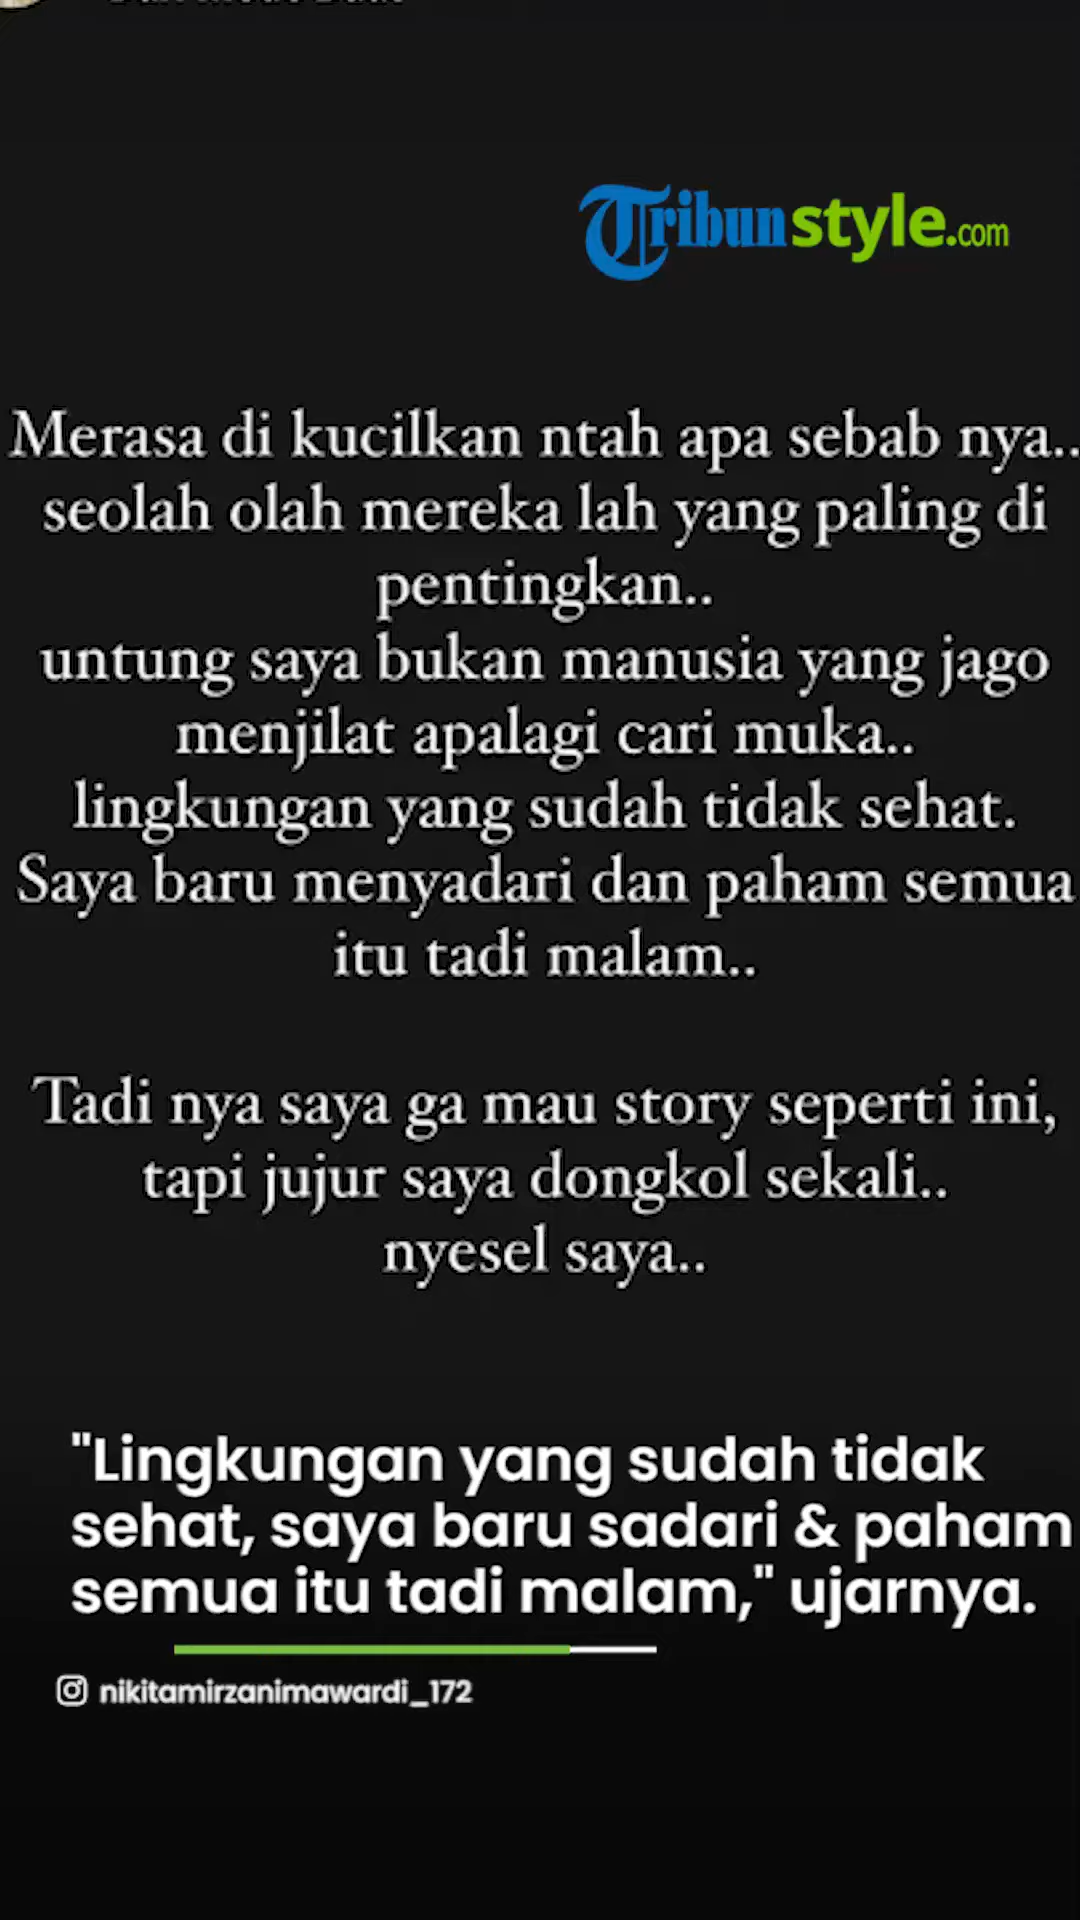 Tribunstyle.com
Merasa di kucilkan ntah apa sebab nya..
seolah olah mereka lah yang paling di
pentingkan..
untung saya bukan manusia yang jago
menjilat apalagi cari muka..
lingkungan yang sudah tidak sehat.
Saya baru menyadari dan paham semua
itu tadi malam..
Tadi nya saya ga mau story seperti ini,
tapi jujur saya dongkol sekali..
nyesel saya..
"Lingkungan yang sudah tidak
sehat, saya baru sadari & paham
semua itu tadi malam," ujarnya.
nikitamirzanimawardi_172